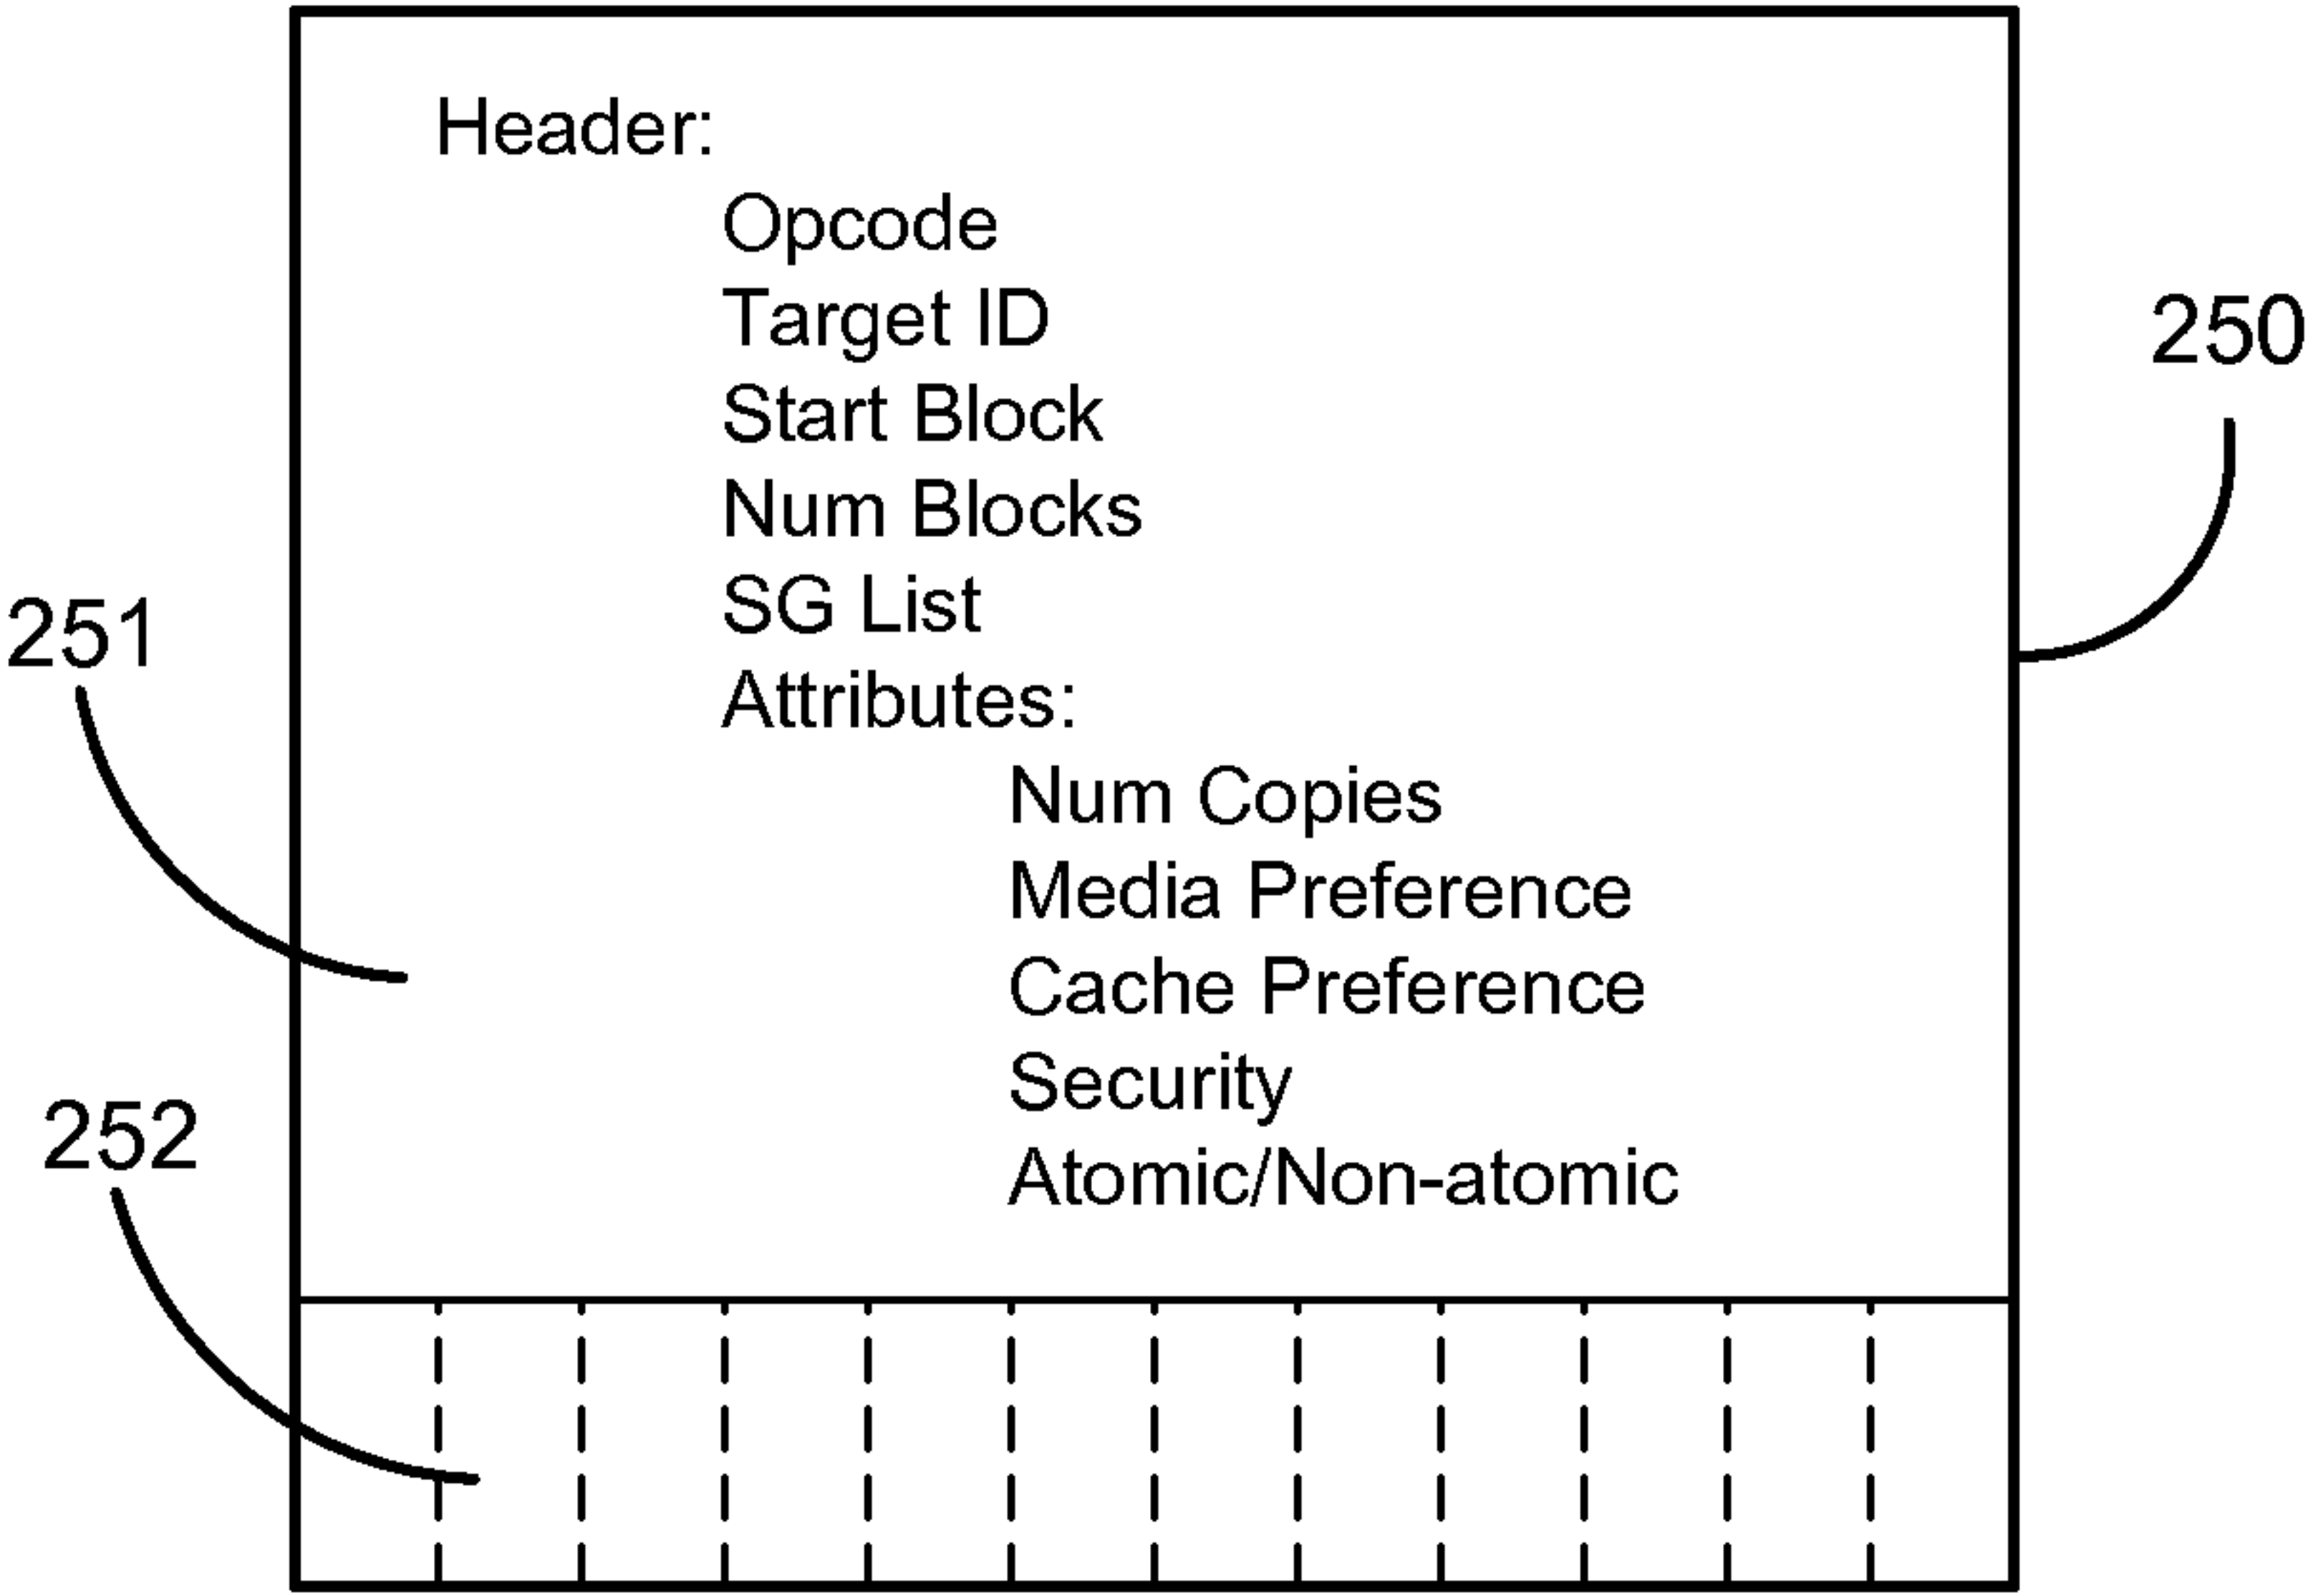 Header:
Opcode
Target ID
250
Start Block
Num Blocks
SG List
251
Attributes:
Num Copies
Media Preference
Cache Preference
Security
252
Atomic/Non-atomic